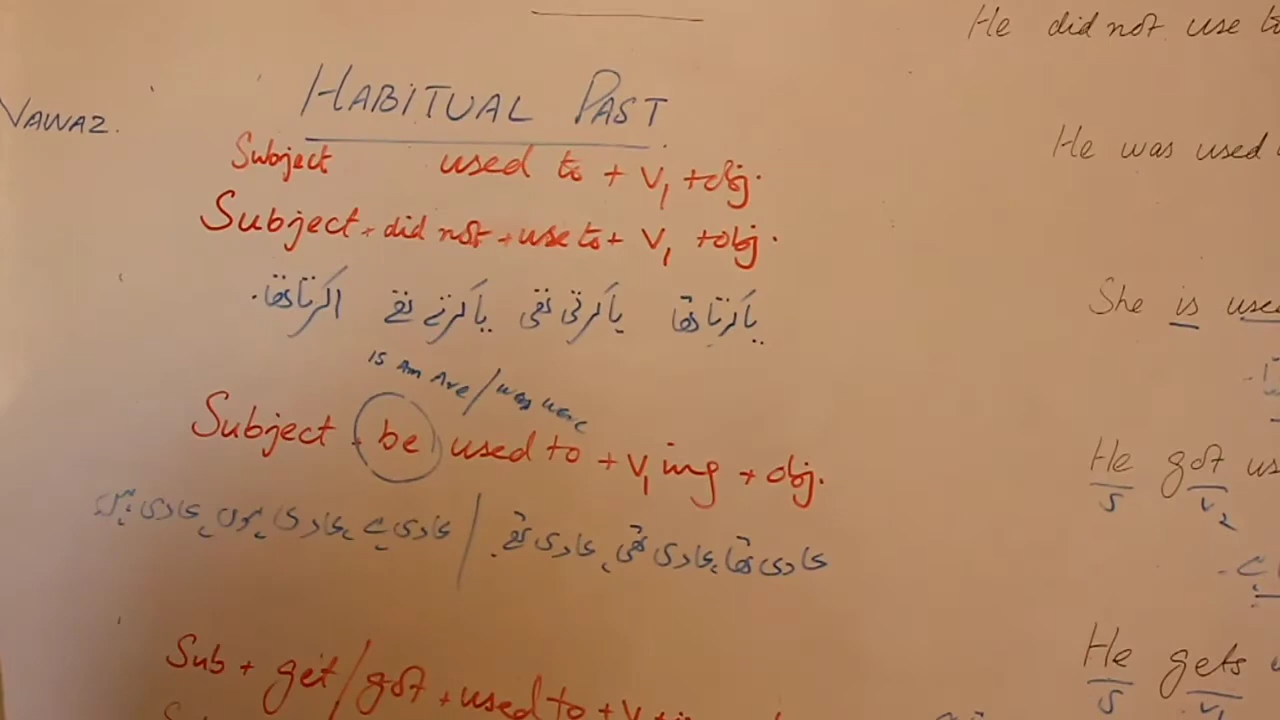 HABITUAL PAST
NAWAZ.
Subject used to + V1 + obj.
Subject + did not + use to + V1 + obj.
یا کرتا تھا یا کرتی تھی یا کرتے تھے اکرتا تھا.
is Am Are / was were
Subject + be used to + V1 ing + obj.
عادی تھا، عادی تھی، عادی تھے. / عادی ہے، عادی ہوں، عادی ہیں
Sub + get/got + used to + V
He did not use to
He was used
She is used
He got us
S V2
He gets
S V1